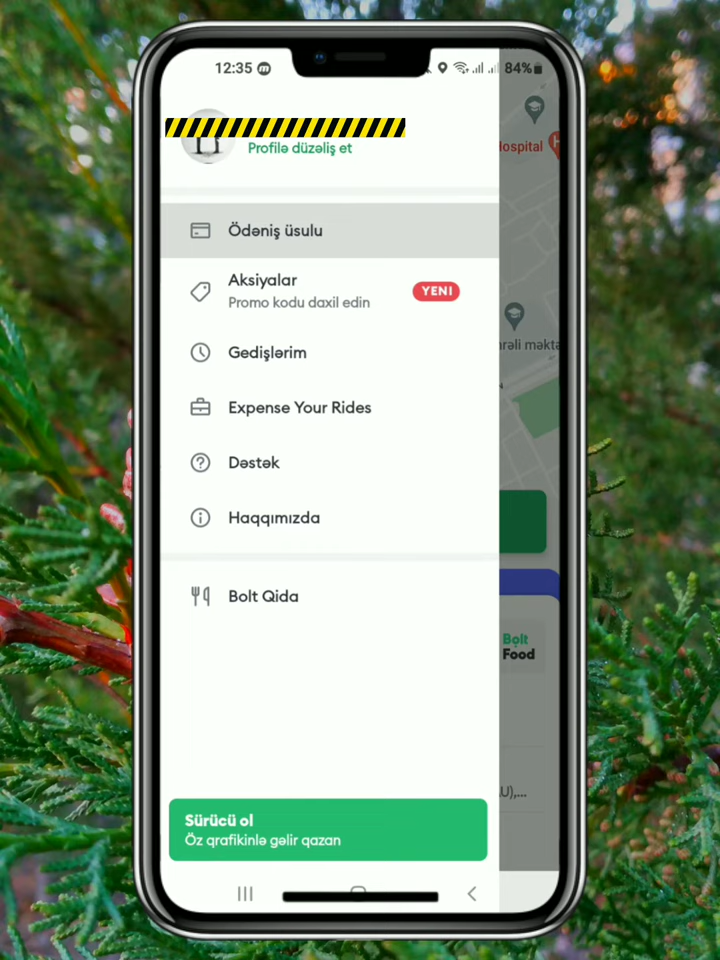 12:35
84%
Profilə düzəliş et
Hospital
Ödəniş üsulu
Aksiyalar
YENI
Promo kodu daxil edin
Gedişlərim
Expense Your Rides
Dəstək
Haqqımızda
Bolt Qida
Bolt
Food
Sürücü ol
Öz qrafikinlə gəlir qazan